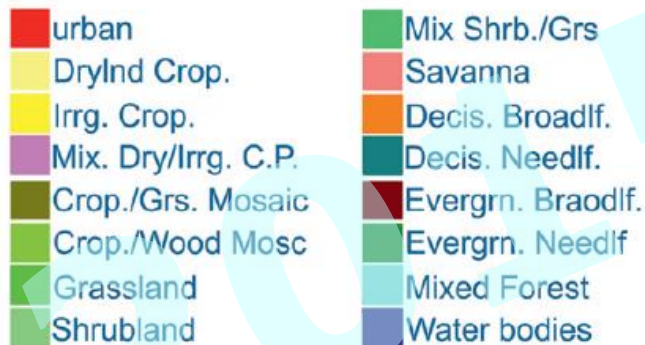 urban
Drylnd Crop.
Irrg. Crop.
Mix. Dry/Irrg. C.P.
Crop./Grs. Mosaic
Crop./Wood Mosc
Grassland
Shrubland
Mix Shrb./Grs
Savanna
Decis. Broadlf.
Decis. Needlf.
Evergrn. Braodlf.
Evergrn. Needlf
Mixed Forest
Water bodies